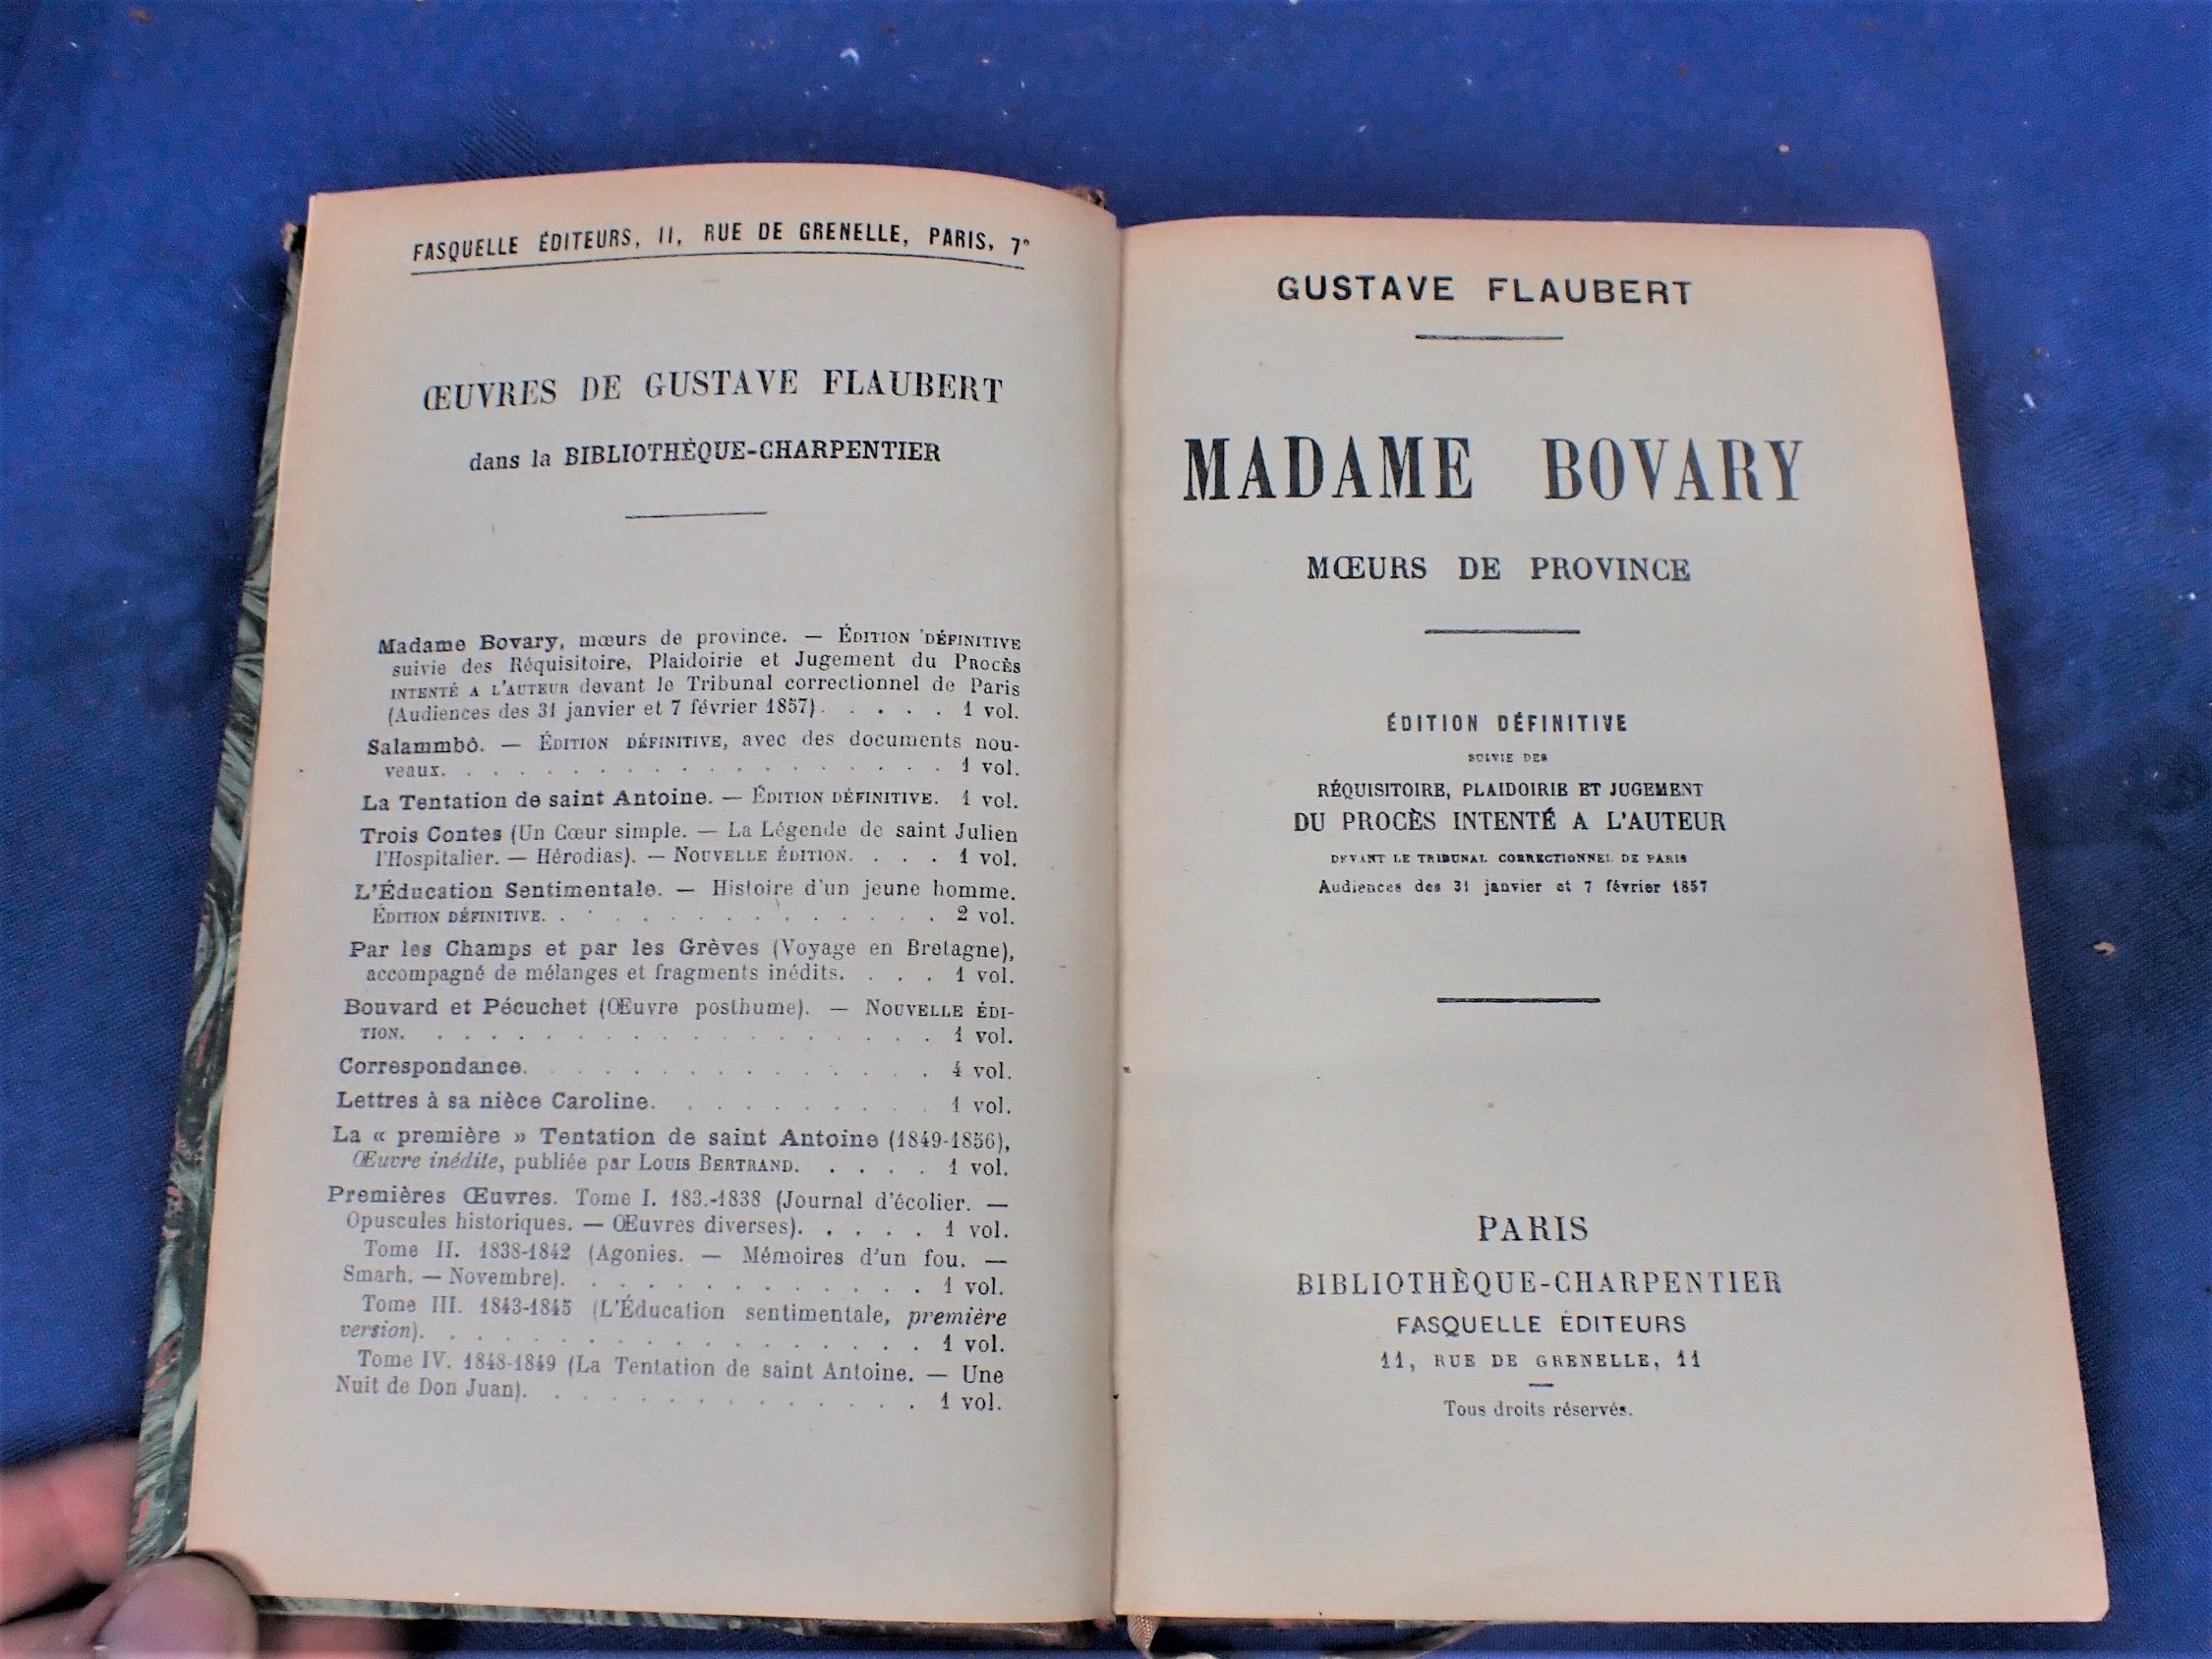 FASQUELLE ÉDITEURS, 11, RUE DE GRENELLE, PARIS, 7e
ŒUVRES DE GUSTAVE FLAUBERT
dans la BIBLIOTHÈQUE-CHARPENTIER
Madame Bovary, mœurs de province. — ÉDITION DÉFINITIVE
suivie des Réquisitoire, Plaidoirie et Jugement du PROCÈS
INTENTÉ A L'AUTEUR devant le Tribunal correctionnel de Paris
(Audiences des 31 janvier et 7 février 1857) . . . . . 1 vol.
Salammbô. — ÉDITION DÉFINITIVE, avec des documents nou-
veaux. . . . . . . . . . . . . . . . . . . 1 vol.
La Tentation de saint Antoine. — ÉDITION DÉFINITIVE. 1 vol.
Trois Contes (Un Cœur simple. — La Légende de saint Julien
l'Hospitalier. — Hérodias). — NOUVELLE ÉDITION. . . . 1 vol.
L'Éducation Sentimentale. — Histoire d'un jeune homme.
ÉDITION DÉFINITIVE. . . . . . . . . . . . . . 2 vol.
Par les Champs et par les Grèves (Voyage en Bretagne),
accompagné de mélanges et fragments inédits. . . . 1 vol.
Bouvard et Pécuchet (Œuvre posthume). — NOUVELLE ÉDI-
TION. . . . . . . . . . . . . . . . . . . 1 vol.
Correspondance. . . . . . . . . . . . . . . 4 vol.
Lettres à sa nièce Caroline. . . . . . . . . . 1 vol.
La « première » Tentation de saint Antoine (1849-1856),
Œuvre inédite, publiée par LOUIS BERTRAND. . . . . 1 vol.
Premières Œuvres. Tome I. 183.-1838 (Journal d'écolier. —
Opuscules historiques. — Œuvres diverses). . . . . 1 vol.
Tome II. 1838-1842 (Agonies. — Mémoires d'un fou. —
Smarh. — Novembre). . . . . . . . . . . . . 1 vol.
Tome III. 1843-1845 (L'Éducation sentimentale, première
version). . . . . . . . . . . . . . . . . 1 vol.
Tome IV. 1848-1849 (La Tentation de saint Antoine. — Une
Nuit de Don Juan). . . . . . . . . . . . . . 1 vol.
GUSTAVE FLAUBERT
MADAME BOVARY
MŒURS DE PROVINCE
ÉDITION DÉFINITIVE
SUIVIE DES
RÉQUISITOIRE, PLAIDOIRIE ET JUGEMENT
DU PROCÈS INTENTÉ A L'AUTEUR
DEVANT LE TRIBUNAL CORRECTIONNEL DE PARIS
Audiences des 31 janvier et 7 février 1857
PARIS
BIBLIOTHÈQUE-CHARPENTIER
FASQUELLE ÉDITEURS
11, RUE DE GRENELLE, 11
Tous droits réservés.